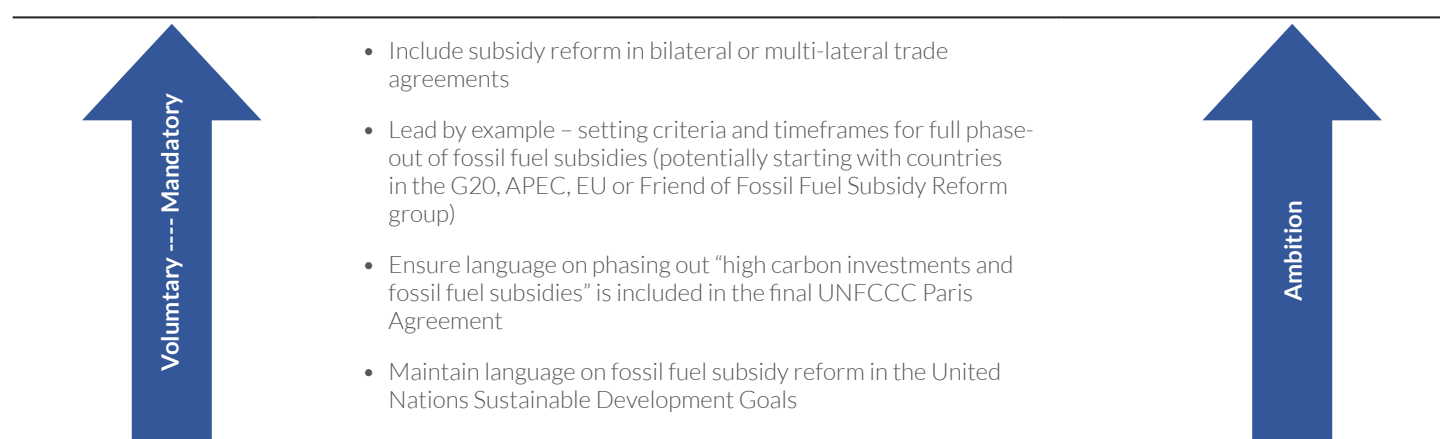 Volumtary ---- Mandatory
• Include subsidy reform in bilateral or multi-lateral trade
agreements
• Lead by example – setting criteria and timeframes for full phase-
out of fossil fuel subsidies (potentially starting with countries
in the G20, APEC, EU or Friend of Fossil Fuel Subsidy Reform
group)
• Ensure language on phasing out “high carbon investments and
fossil fuel subsidies” is included in the final UNFCCC Paris
Agreement
• Maintain language on fossil fuel subsidy reform in the United
Nations Sustainable Development Goals
Ambition